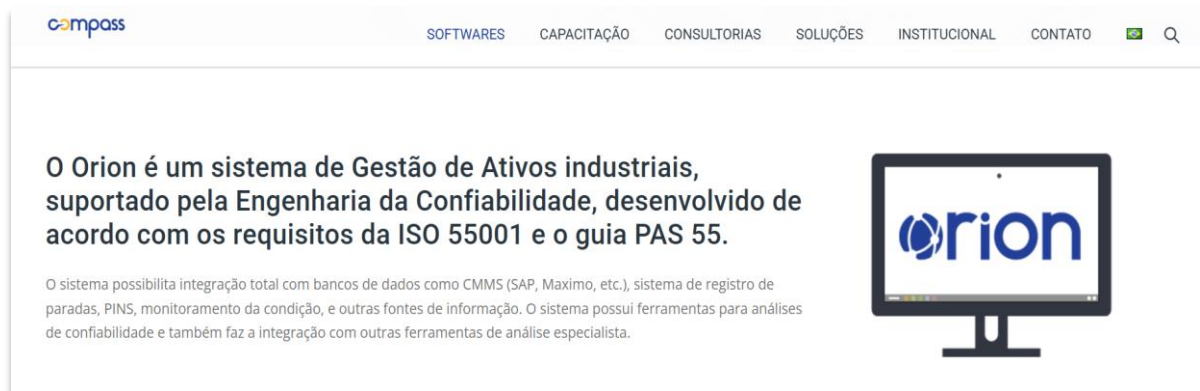 compass
SOFTWARES CAPACITAÇÃO CONSULTORIAS SOLUÇÕES INSTITUCIONAL CONTATO
O Orion é um sistema de Gestão de Ativos industriais,
suportado pela Engenharia da Confiabilidade, desenvolvido de
acordo com os requisitos da ISO 55001 e o guia PAS 55.
O sistema possibilita integração total com bancos de dados como CMMS (SAP, Maximo, etc.), sistema de registro de
paradas, PINS, monitoramento da condição, e outras fontes de informação. O sistema possui ferramentas para análises
de confiabilidade e também faz a integração com outras ferramentas de análise especialista.
orion